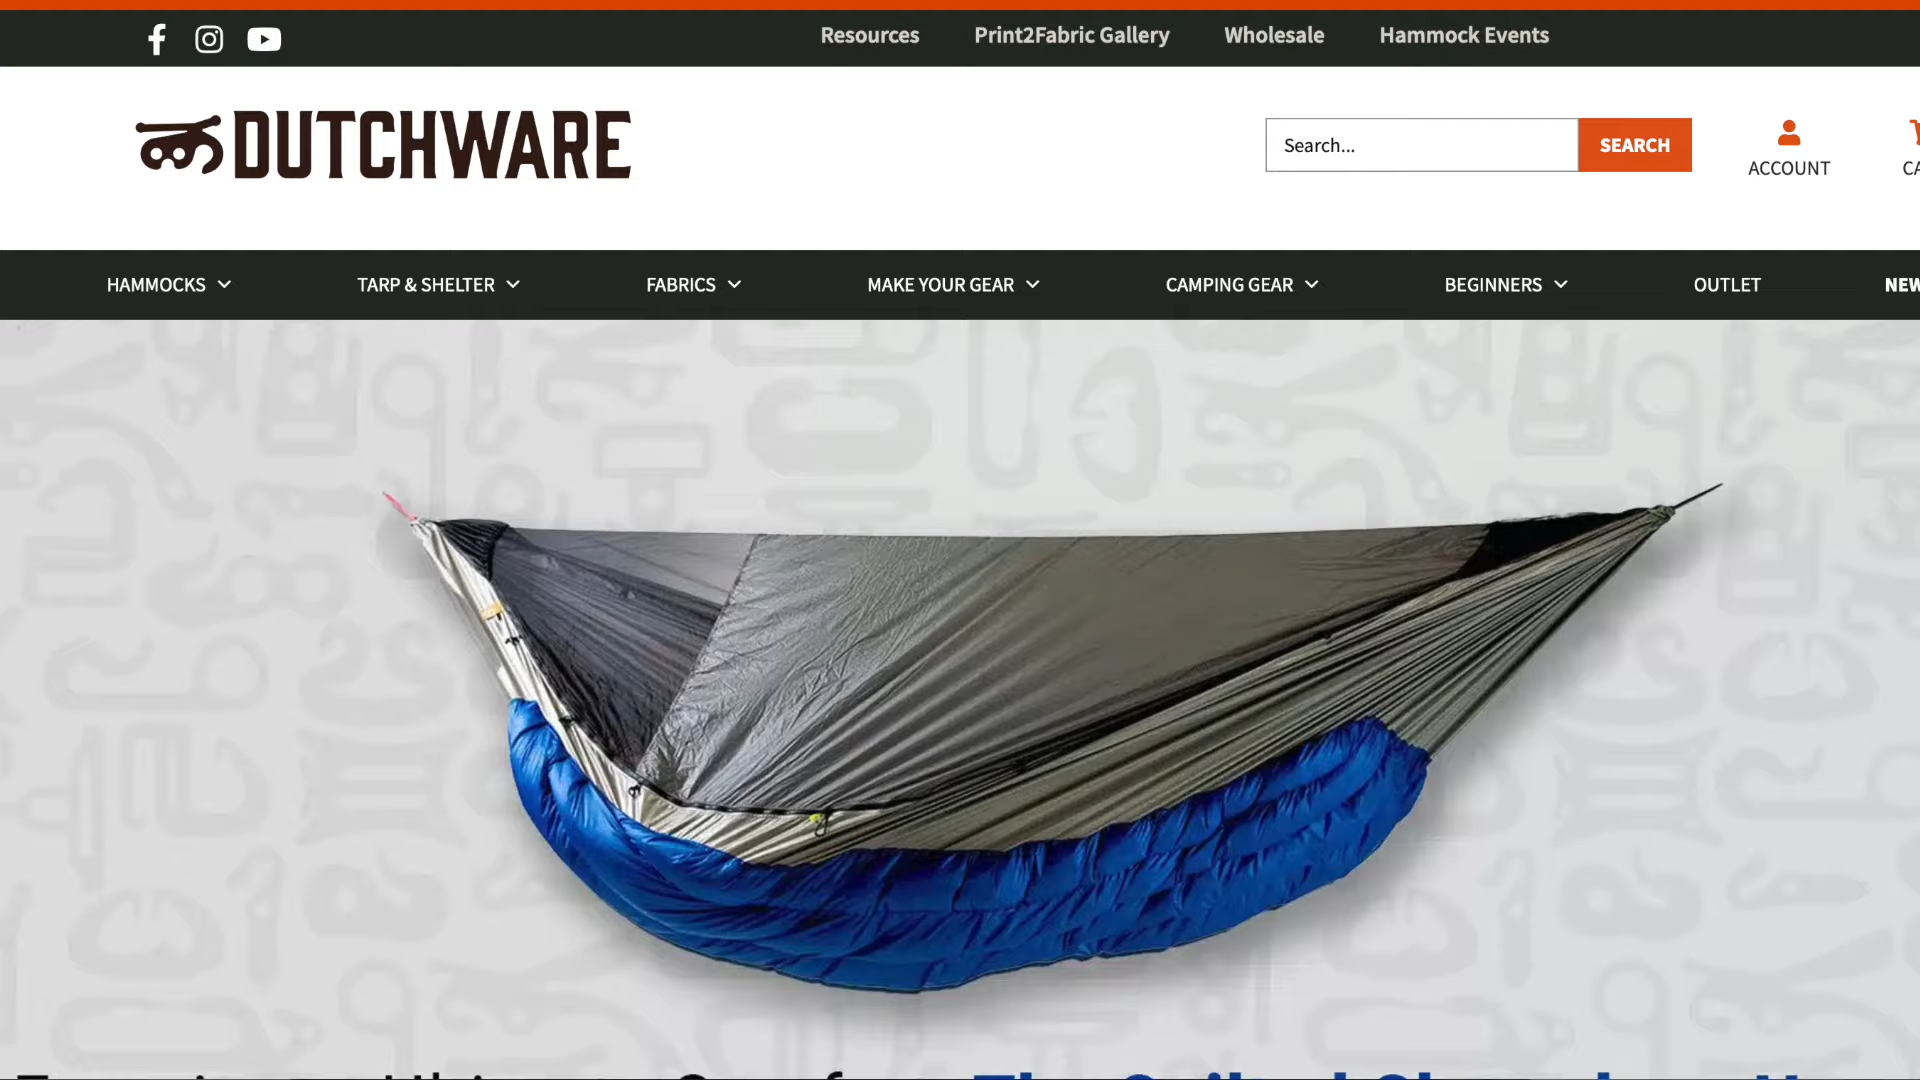 Resources Print2Fabric Gallery Wholesale Hammock Events
DUTCHWARE
Search... SEARCH
ACCOUNT
HAMMOCKS TARP & SHELTER FABRICS MAKE YOUR GEAR CAMPING GEAR BEGINNERS OUTLET